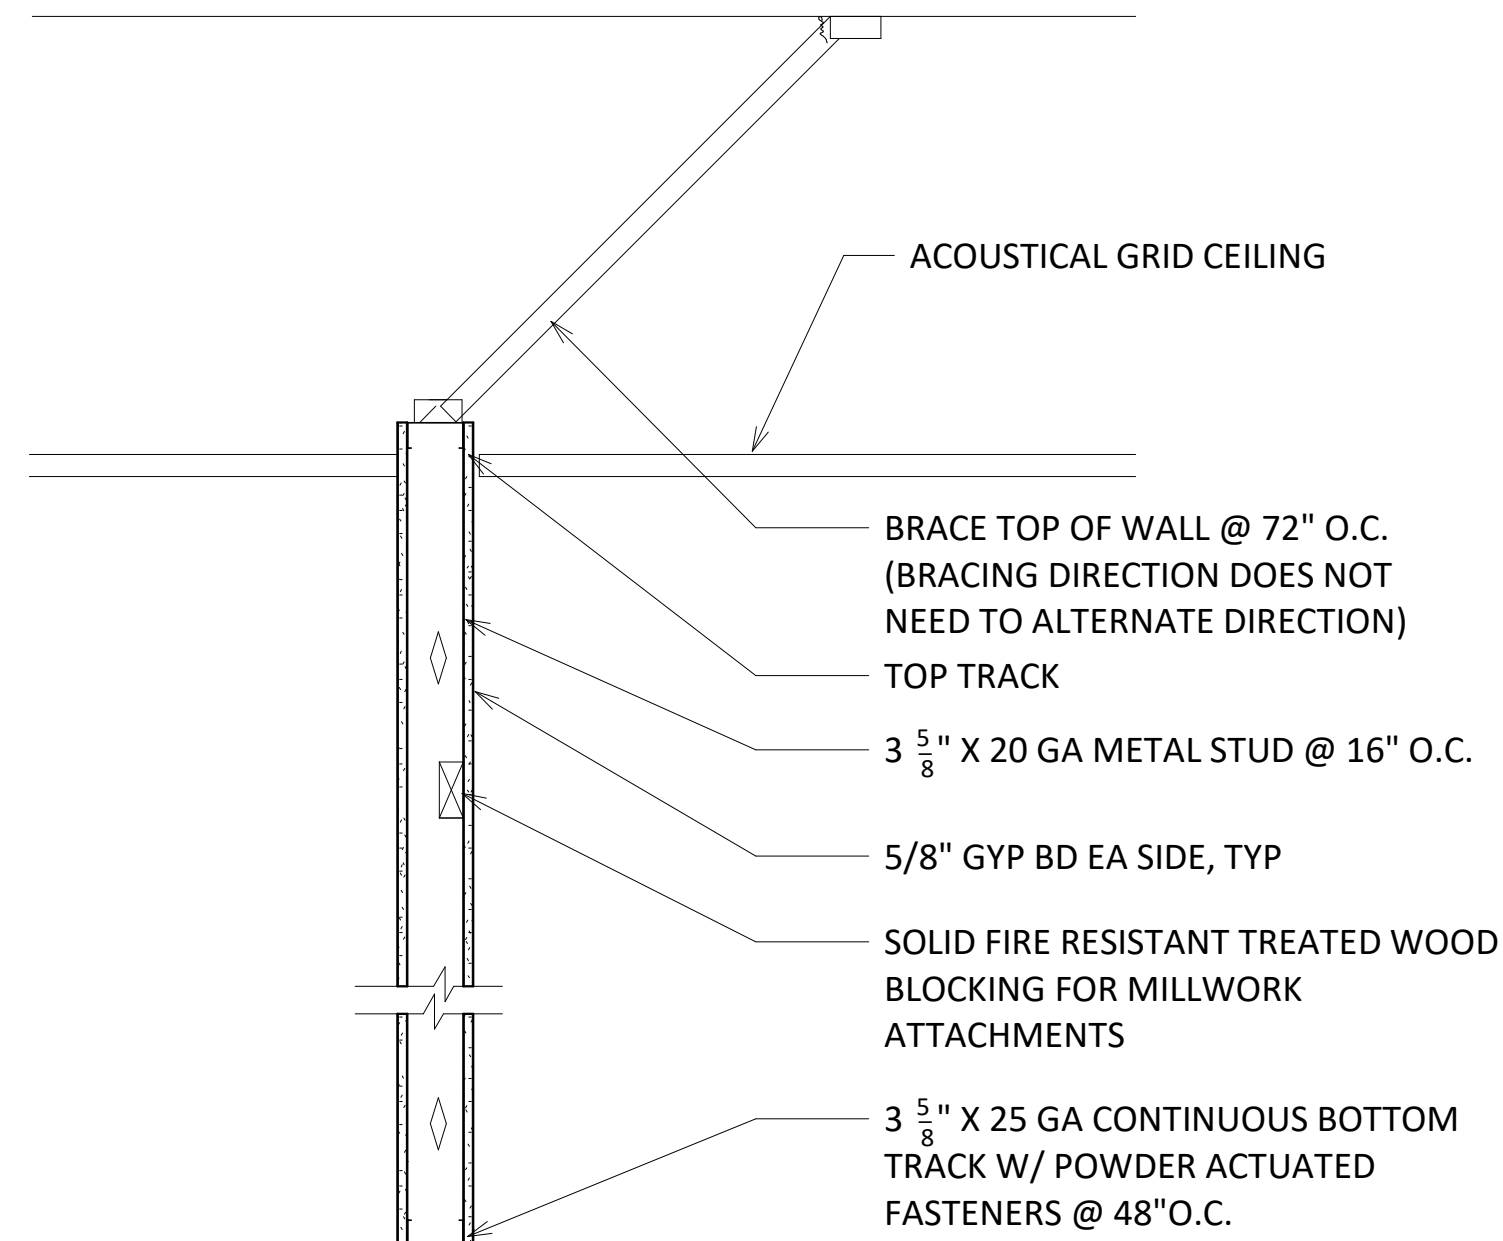 ACOUSTICAL GRID CEILING
BRACE TOP OF WALL @ 72" O.C.
(BRACING DIRECTION DOES NOT
NEED TO ALTERNATE DIRECTION)
TOP TRACK
3 5/8" X 20 GA METAL STUD @ 16" O.C.
5/8" GYP BD EA SIDE, TYP
SOLID FIRE RESISTANT TREATED WOOD
BLOCKING FOR MILLWORK
ATTACHMENTS
3 5/8" X 25 GA CONTINUOUS BOTTOM
TRACK W/ POWDER ACTUATED
FASTENERS @ 48"O.C.